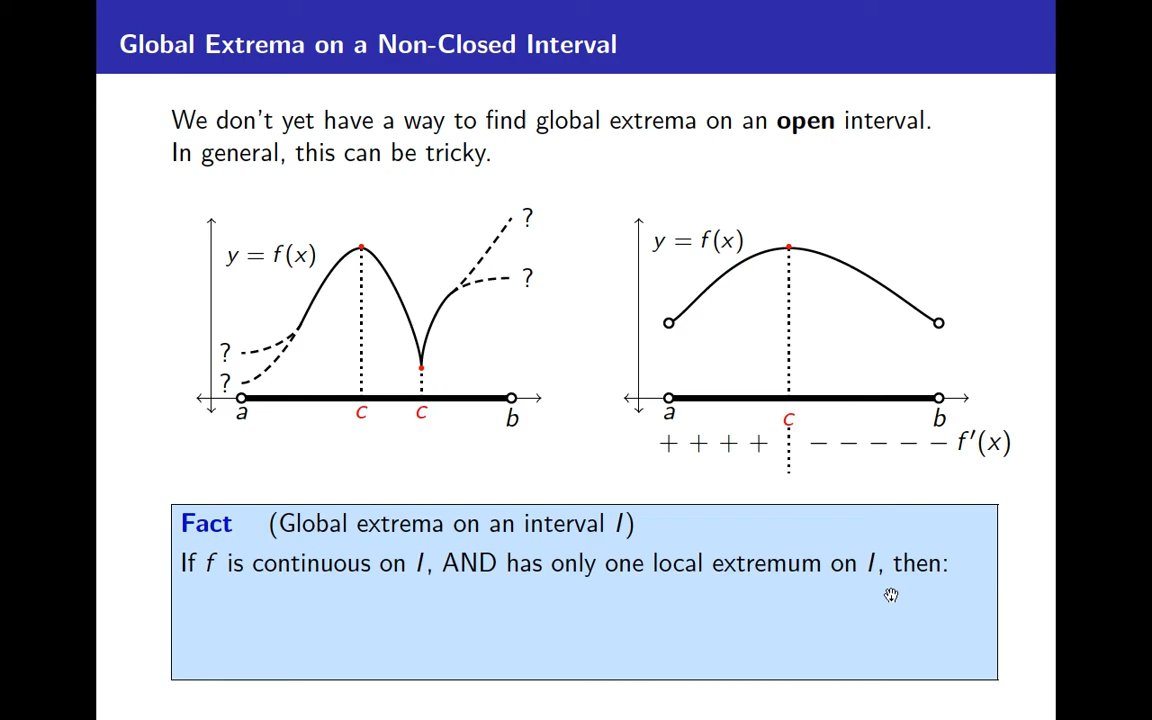 Global Extrema on a Non-Closed Interval
We don't yet have a way to find global extrema on an open interval.
In general, this can be tricky.
?
y = f(x)
?
?
?
a
c
c
b
y = f(x)
a
c
b
+ + + + − − − − − f′(x)
Fact (Global extrema on an interval I)
If f is continuous on I, AND has only one local extremum on I, then: